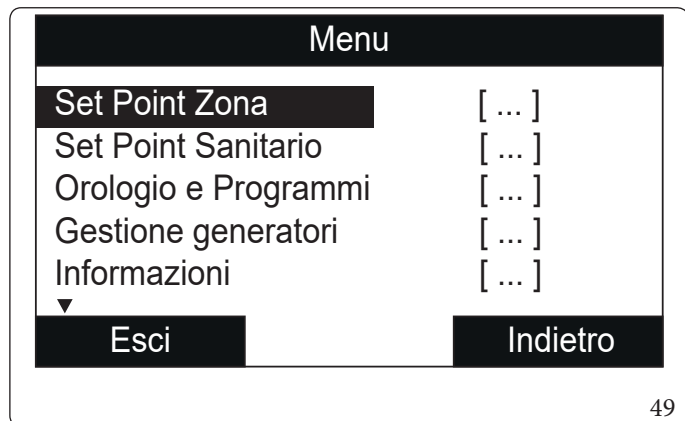 Menu
Set Point Zona [ ... ]
Set Point Sanitario [ ... ]
Orologio e Programmi [ ... ]
Gestione generatori [ ... ]
Informazioni [ ... ]
▼
Esci Indietro
49